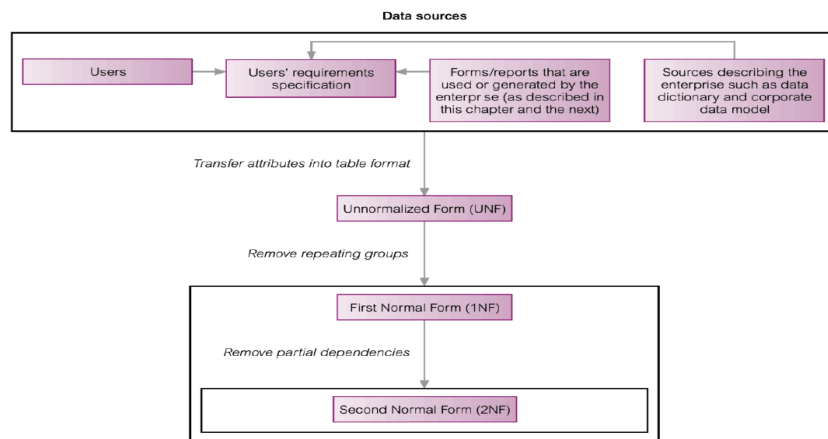 Data sources
Users
Users' requirements
specification
Forms/reports that are
used or generated by the
enterprise (as described in
this chapter and the next)
Sources describing the
enterprise such as data
dictionary and corporate
data model
Transfer attributes into table format
Unnormalized Form (UNF)
Remove repeating groups
First Normal Form (1NF)
Remove partial dependencies
Second Normal Form (2NF)